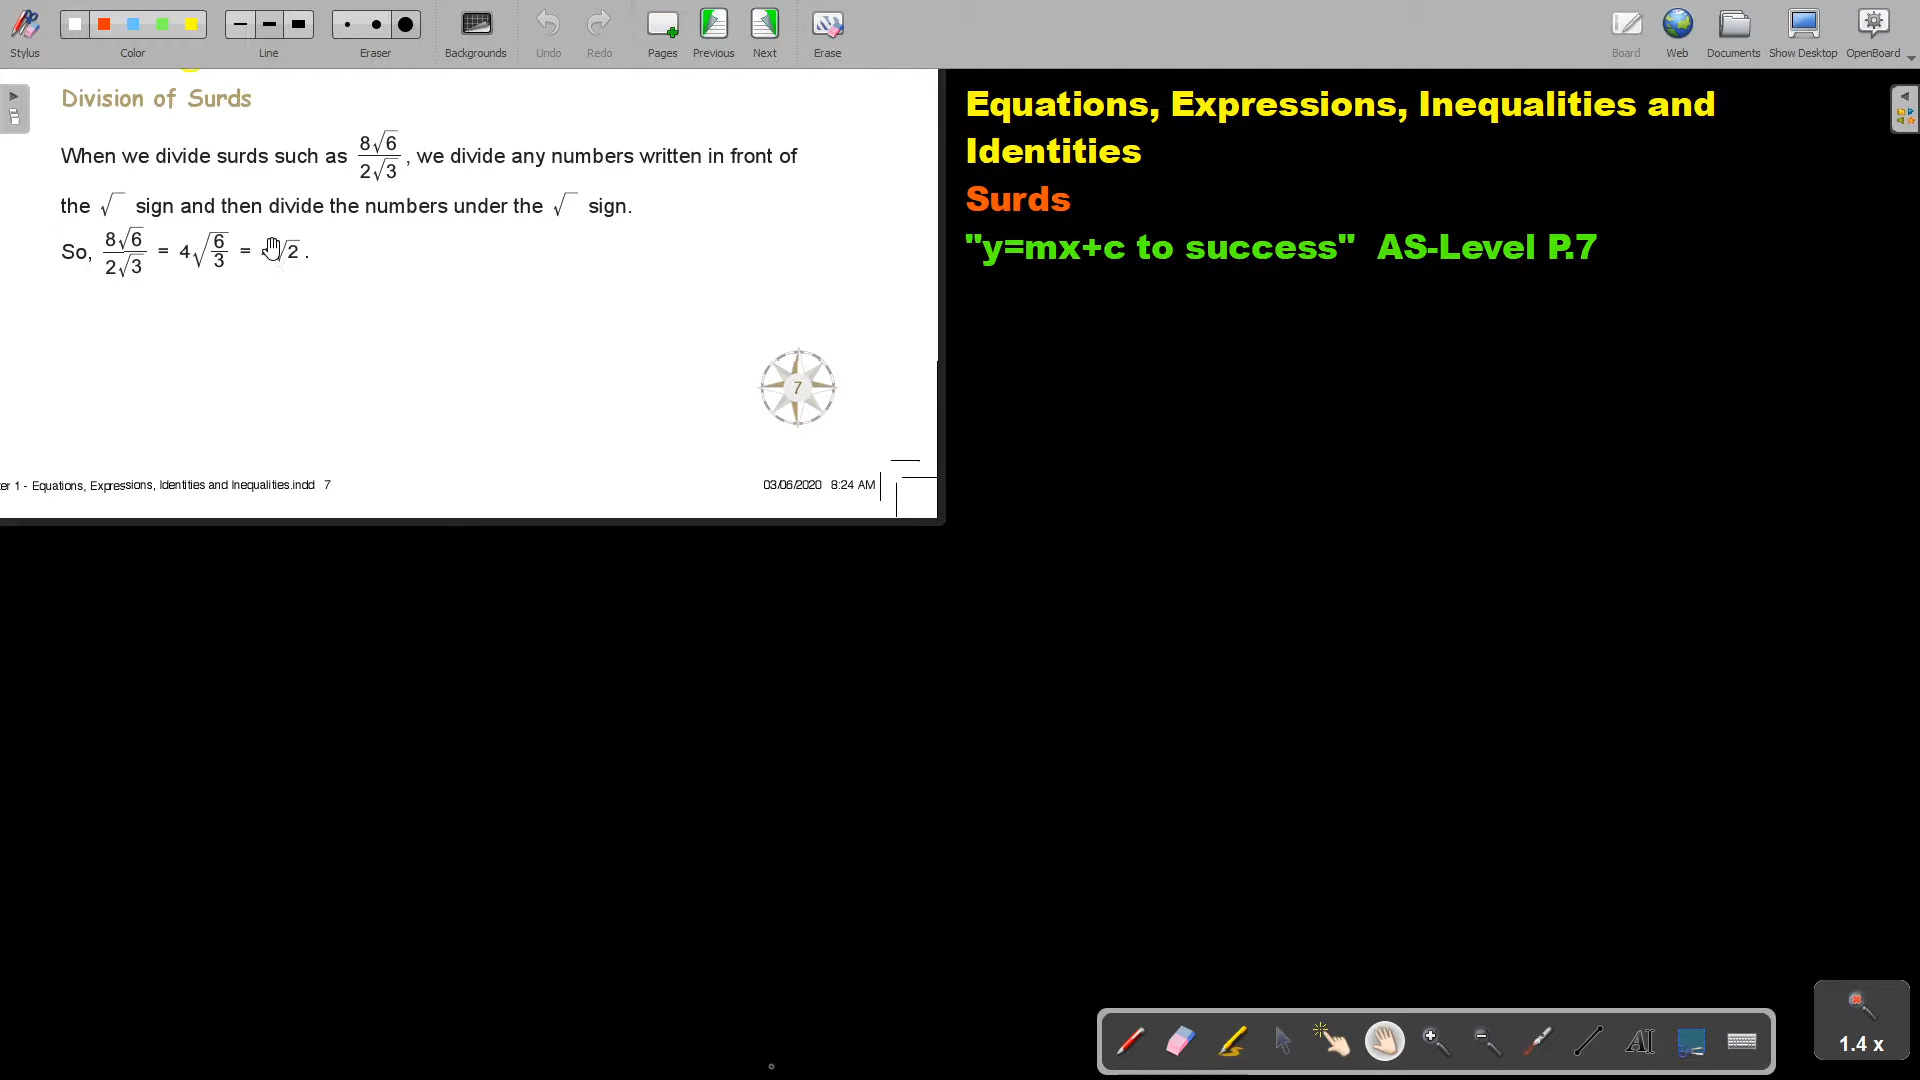 Stylus Color Line Eraser Backgrounds Undo Redo Pages Previous Next Erase Board Web Documents Show Desktop OpenBoard
Division of Surds
When we divide surds such as 8√6/2√3, we divide any numbers written in front of
the √ sign and then divide the numbers under the √ sign.
So, 8√6/2√3 = 4√6/3 = √2.
7
er 1 - Equations, Expressions, Identities and Inequalities.indd 7
03/06/2020 8:24 AM
Equations, Expressions, Inequalities and
Identities
Surds
"y=mx+c to success" AS-Level P.7
1.4 x